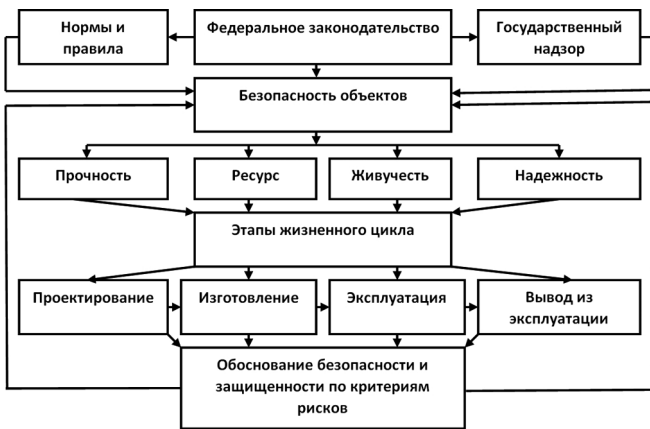 Нормы и
правила
Федеральное законодательство
Государственный
надзор
Безопасность объектов
Прочность
Ресурс
Живучесть
Надежность
Этапы жизненного цикла
Проектирование
Изготовление
Эксплуатация
Вывод из
эксплуатации
Обоснование безопасности и
защищенности по критериям
рисков